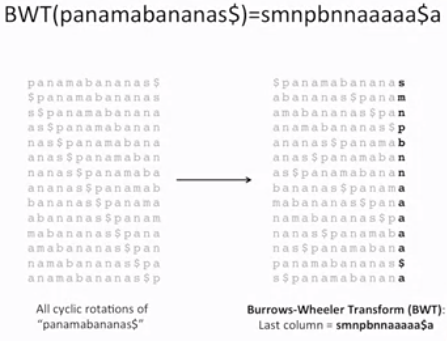 BWT(panamabananas$)=smnpbnnaaaaa$a
panamabananas$
$panamabananas
s$panamabanana
as$panamabanan
nas$panamabana
anas$panamaban
nanas$panamaba
ananas$panamab
bananas$panama
abananas$panam
mabananas$pana
amabananas$pan
namabananas$pa
anamabananas$p
All cyclic rotations of
"panamabananas$"
$panamabananas
abananas$panam
amabananas$pan
anamabananas$p
ananas$panamab
anas$panamaban
as$panamabanan
bananas$panama
mabananas$pana
namabananas$pa
nanas$panamaba
nas$panamabana
panamabananas$
s$panamabanana
Burrows-Wheeler Transform (BWT):
Last column = smnpbnnaaaaa$a